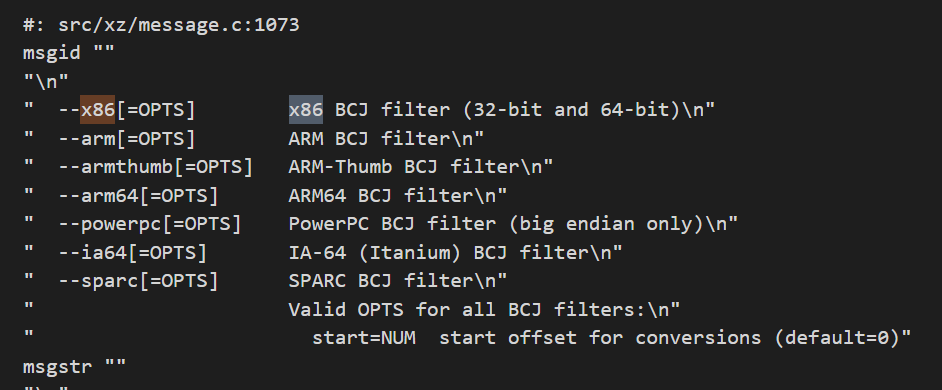 #: src/xz/message.c:1073
msgid ""
"\n"
"  --x86[=OPTS]        x86 BCJ filter (32-bit and 64-bit)\n"
"  --arm[=OPTS]        ARM BCJ filter\n"
"  --armthumb[=OPTS]   ARM-Thumb BCJ filter\n"
"  --arm64[=OPTS]      ARM64 BCJ filter\n"
"  --powerpc[=OPTS]    PowerPC BCJ filter (big endian only)\n"
"  --ia64[=OPTS]       IA-64 (Itanium) BCJ filter\n"
"  --sparc[=OPTS]      SPARC BCJ filter\n"
"                      Valid OPTS for all BCJ filters:\n"
"                        start=NUM  start offset for conversions (default=0)"
msgstr ""